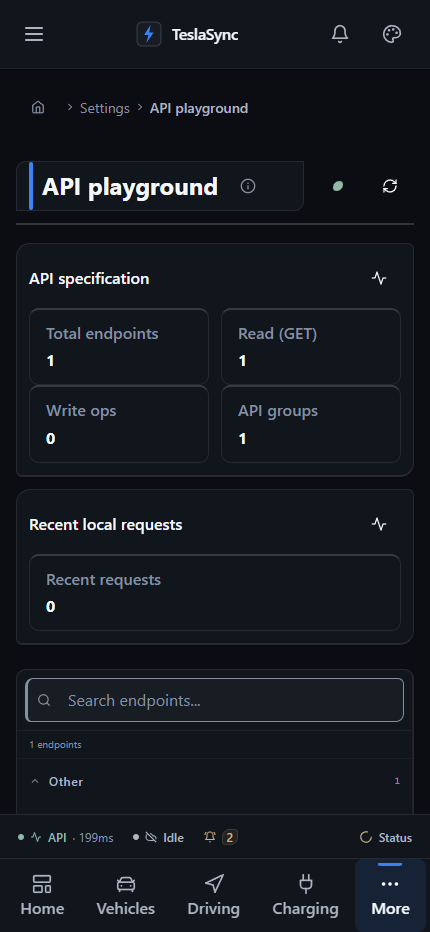 TeslaSync
Settings API playground
API playground
API specification
Total endpoints
1
Read (GET)
1
Write ops
0
API groups
1
Recent local requests
Recent requests
0
Search endpoints...
1 endpoints
Other 1
API · 199ms Idle 2 Status
Home Vehicles Driving Charging More